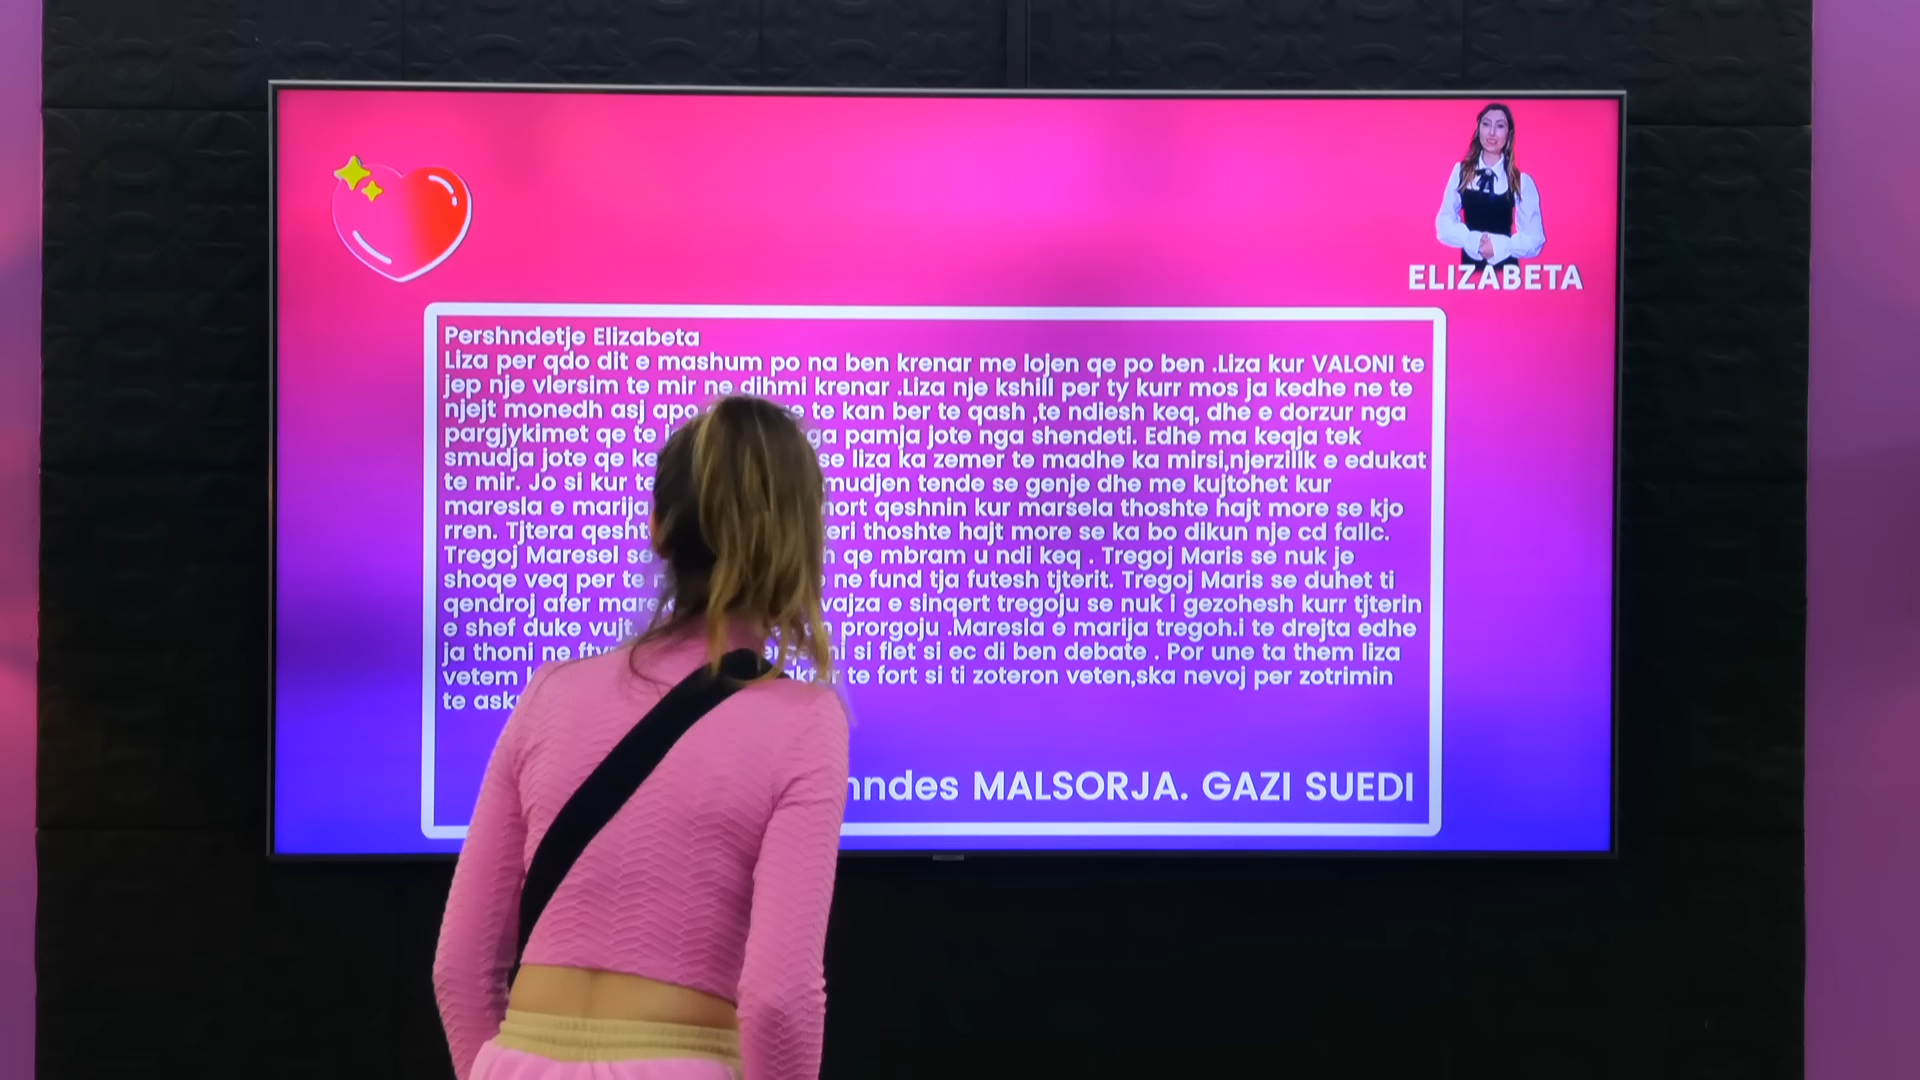 ELIZABETA
Pershndetje Elizabeta
Liza per qdo dit e mashum po na ben krenar me lojen qe po ben .Liza kur VALONI te
jep nje vlersim te mir ne dihmi krenar .Liza nje kshill per ty kurr mos ja kedhe ne te
njejt monedh asj apo te kan ber te qash ,te ndiesh keq, dhe e dorzur nga
pargjykimet qe te pamja jote nga shendeti. Edhe ma keqja tek
smudja jote qe se liza ka zemer te madhe ka mirsi,njerzillk e edukat
te mir. Jo si kur tende se genje dhe me kujtohet kur
maresla e marija qeshnin kur marsela thoshte hajt more se kjo
rren. Tjtera thoshte hajt more se ka bo dikun nje cd fallc.
Tregoj Maresel qe mbram u ndi keq . Tregoj Maris se nuk je
shoqe veq per te ne fund tja futesh tjterit. Tregoj Maris se duhet ti
qendroj afer vajza e sinqert tregoju se nuk i gezohesh kurr tjterin
e shef duke vujt. prorgoju .Maresla e marija tregoh.i te drejta edhe
ja thoni ne si flet si ec di ben debate . Por une ta them liza
vetem te fort si ti zoteron veten,ska nevoj per zotrimin
te
MALSORJA. GAZI SUEDI